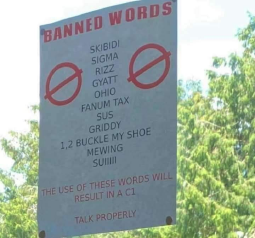 BANNED WORDS
SKIBIDI
SIGMA
RIZZ
GYATT
OHIO
FANUM TAX
SUS
GRIDDY
1,2 BUCKLE MY SHOE
MEWING
SUIIIII
THE USE OF THESE WORDS WILL
RESULT IN A C1
TALK PROPERLY